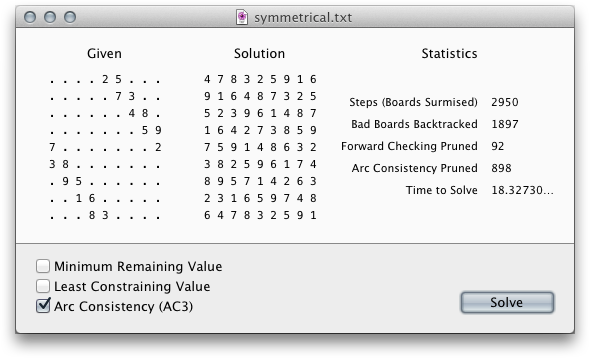 symmetrical.txt
Given Solution Statistics
. . . . 2 5 . . . 4 7 8 3 2 5 9 1 6
. . . . . 7 3 . . 9 1 6 4 8 7 3 2 5
. . . . . . 4 8 . 5 2 3 9 6 1 4 8 7
. . . . . . . 5 9 1 6 4 2 7 3 8 5 9
7 . . . . . . . 2 7 5 9 1 4 8 6 3 2
3 8 . . . . . . . 3 8 2 5 9 6 1 7 4
. 9 5 . . . . . . 8 9 5 7 1 4 2 6 3
. . 1 6 . . . . . 2 3 1 6 5 9 7 4 8
. . . 8 3 . . . . 6 4 7 8 3 2 5 9 1
Steps (Boards Surmised) 2950
Bad Boards Backtracked 1897
Forward Checking Pruned 92
Arc Consistency Pruned 898
Time to Solve 18.32730...
Minimum Remaining Value
Least Constraining Value
Arc Consistency (AC3)
Solve